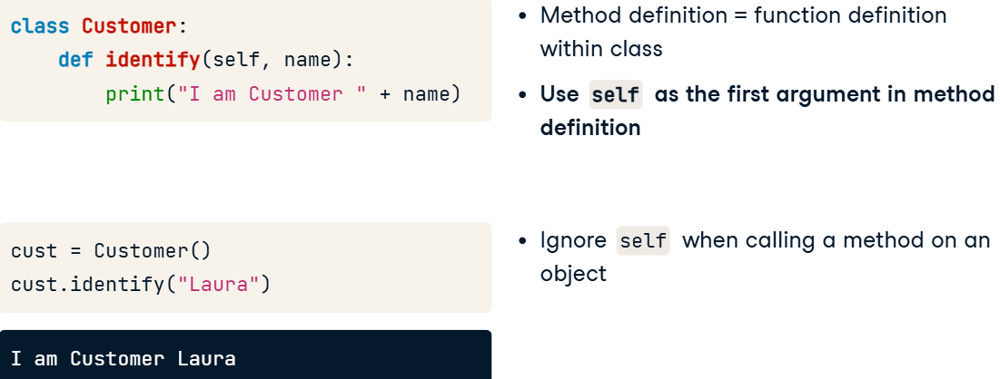 class Customer:
    def identify(self, name):
        print("I am Customer " + name)
• Method definition = function definition
within class
• Use self as the first argument in method
definition
cust = Customer()
cust.identify("Laura")
• Ignore self when calling a method on an
object
I am Customer Laura